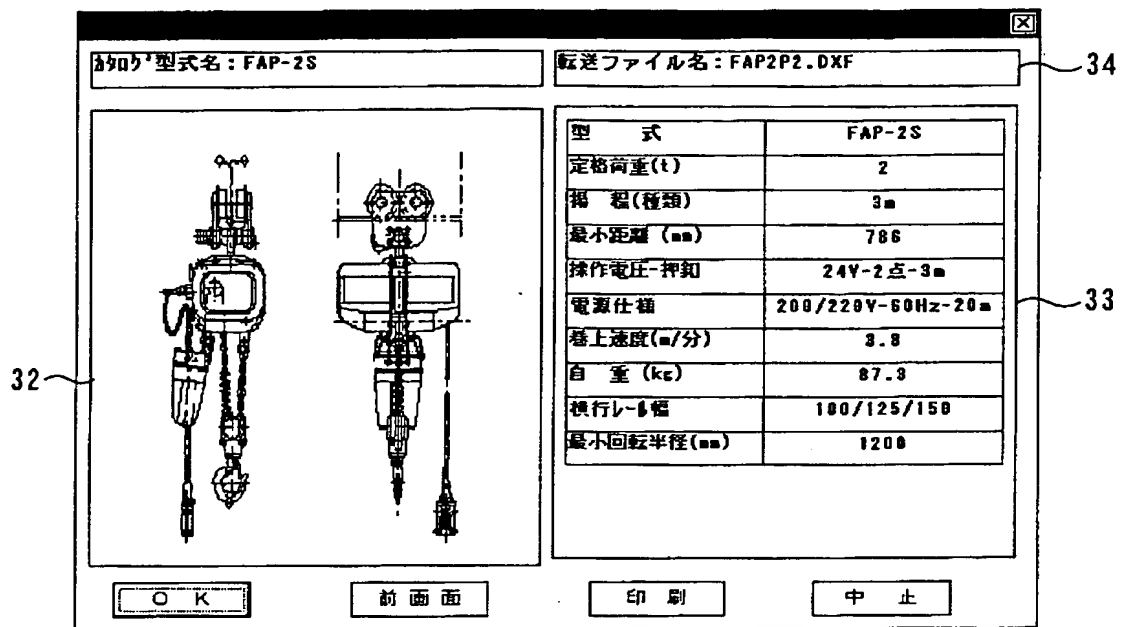 カタログ型式名：FAP-2S
転送ファイル名：FAP2P2.DXF
34
型 式 FAP-2S
定格荷重(t) 2
揚 程(種類) 3m
最小距離 (mm) 786
操作電圧-押釦 24V-2点-3m
電源仕様 200/220V-60Hz-20m
巻上速度(m/分) 3.8
自 重 (kg) 87.3
横行レール幅 100/125/150
最小回転半径(mm) 1200
33
32
OK
前画面
印刷
中止